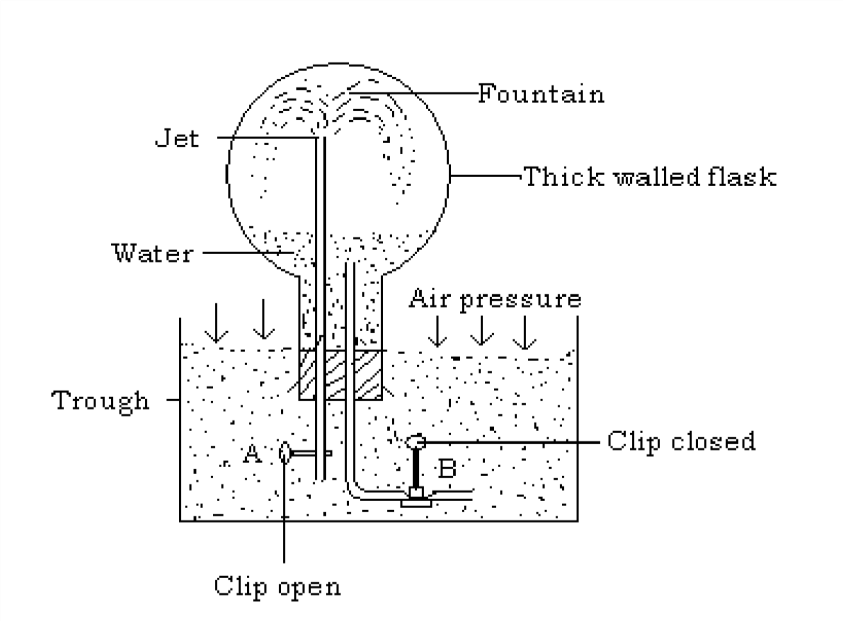 Fountain
Jet
Thick walled flask
Water
Air pressure
Trough
A
Clip closed
B
Clip open